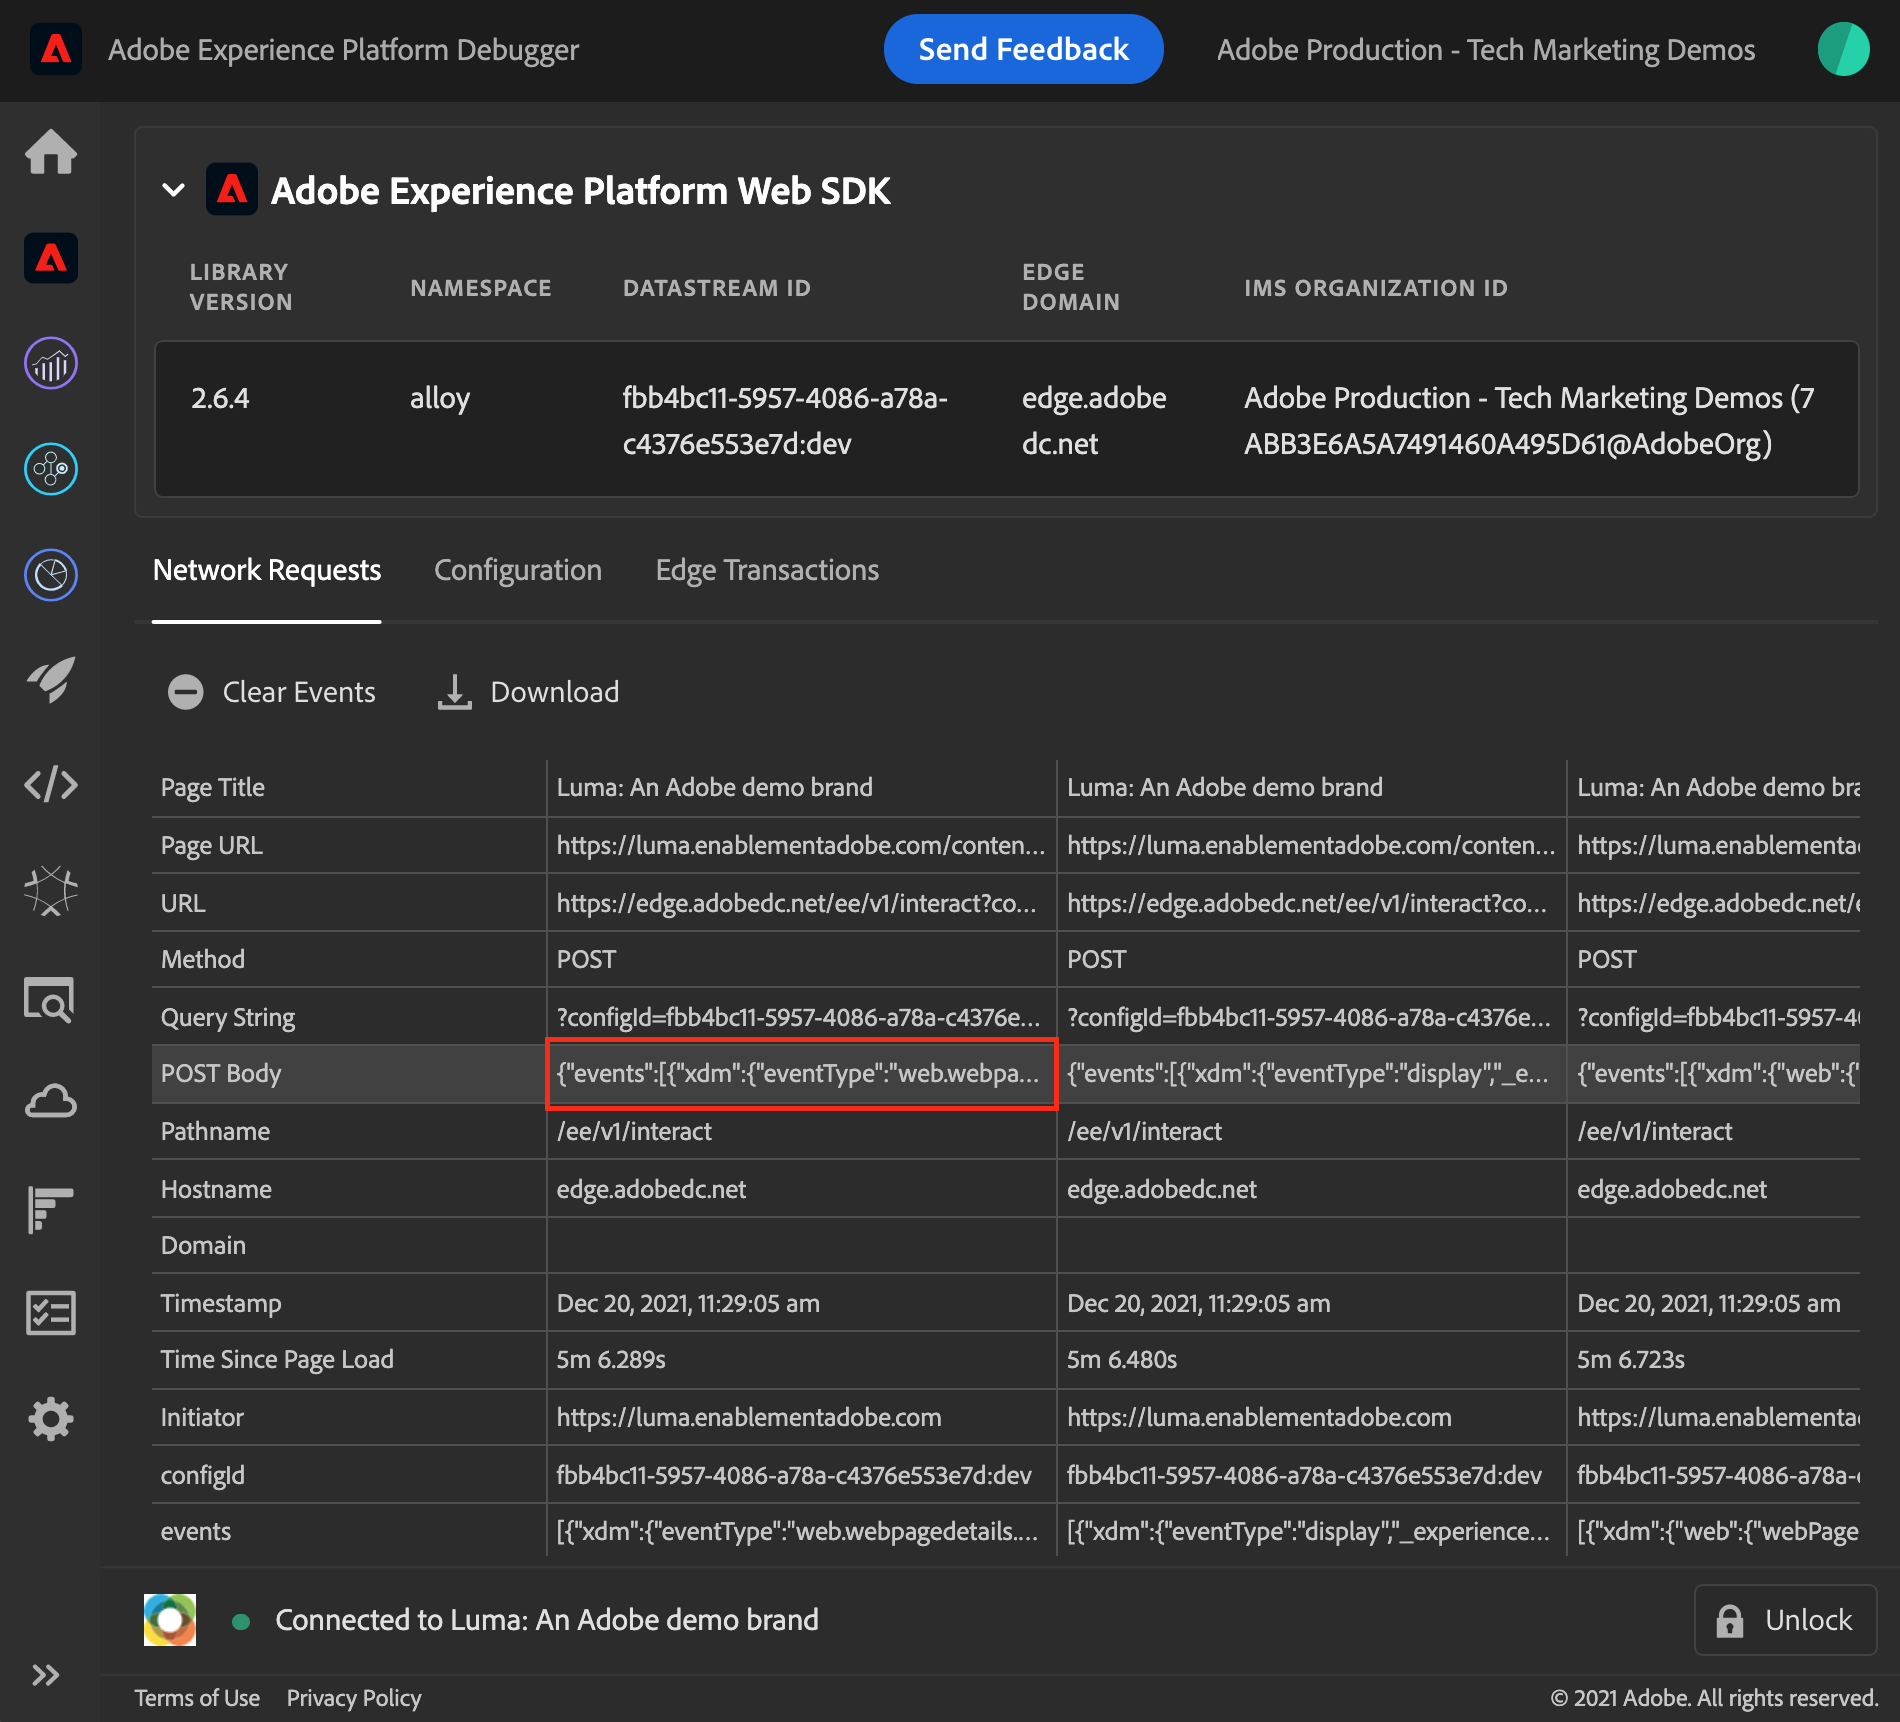 Adobe Experience Platform Debugger
Send Feedback
Adobe Production - Tech Marketing Demos
Adobe Experience Platform Web SDK
LIBRARY VERSION
NAMESPACE
DATASTREAM ID
EDGE DOMAIN
IMS ORGANIZATION ID
2.6.4
alloy
fbb4bc11-5957-4086-a78a-
c4376e553e7d:dev
edge.adobe
dc.net
Adobe Production - Tech Marketing Demos (7
ABB3E6A5A7491460A495D61@AdobeOrg)
Network Requests
Configuration
Edge Transactions
Clear Events
Download
Page Title Luma: An Adobe demo brand Luma: An Adobe demo brand Luma: An Adobe demo bra
Page URL https://luma.enablementadobe.com/conten... https://luma.enablementadobe.com/conten... https://luma.enablementa
URL https://edge.adobedc.net/ee/v1/interact?co... https://edge.adobedc.net/ee/v1/interact?co... https://edge.adobedc.net/e
Method POST POST POST
Query String ?configId=fbb4bc11-5957-4086-a78a-c4376e... ?configId=fbb4bc11-5957-4086-a78a-c4376e... ?configId=fbb4bc11-5957-4
POST Body {"events":[{"xdm":{"eventType":"web.webpa... {"events":[{"xdm":{"eventType":"display","_e... {"events":[{"xdm":{"web":{"
Pathname /ee/v1/interact /ee/v1/interact /ee/v1/interact
Hostname edge.adobedc.net edge.adobedc.net edge.adobedc.net
Domain
Timestamp Dec 20, 2021, 11:29:05 am Dec 20, 2021, 11:29:05 am Dec 20, 2021, 11:29:05 am
Time Since Page Load 5m 6.289s 5m 6.480s 5m 6.723s
Initiator https://luma.enablementadobe.com https://luma.enablementadobe.com https://luma.enablementa
configId fbb4bc11-5957-4086-a78a-c4376e553e7d:dev fbb4bc11-5957-4086-a78a-c4376e553e7d:dev fbb4bc11-5957-4086-a78a-
events [{"xdm":{"eventType":"web.webpagedetails.... [{"xdm":{"eventType":"display","_experience... [{"xdm":{"web":{"webPage
Connected to Luma: An Adobe demo brand
Unlock
Terms of Use
Privacy Policy
© 2021 Adobe. All rights reserved.